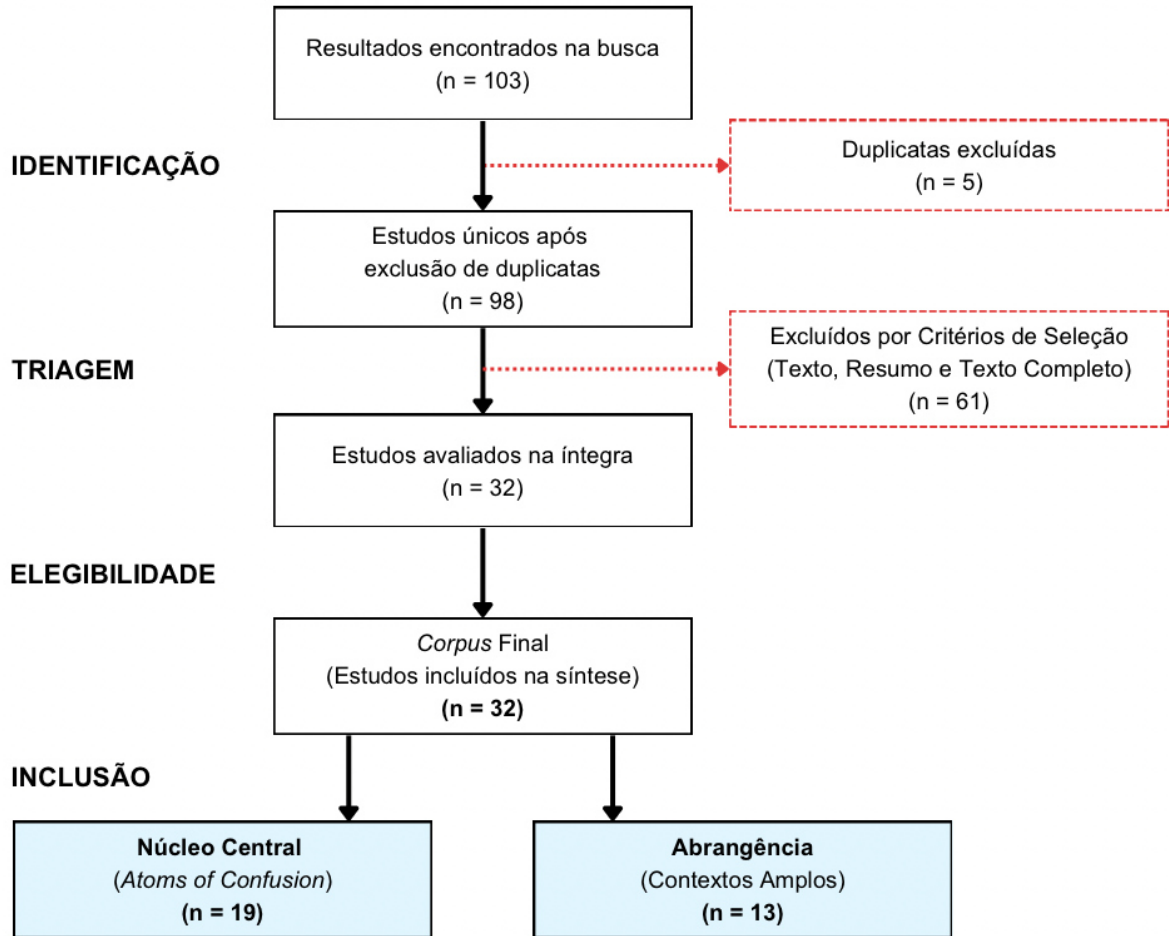 Resultados encontrados na busca
(n = 103)
IDENTIFICAÇÃO
Duplicatas excluídas
(n = 5)
Estudos únicos após
exclusão de duplicatas
(n = 98)
TRIAGEM
Excluídos por Critérios de Seleção
(Texto, Resumo e Texto Completo)
(n = 61)
Estudos avaliados na íntegra
(n = 32)
ELEGIBILIDADE
Corpus Final
(Estudos incluídos na síntese)
(n = 32)
INCLUSÃO
Núcleo Central
(Atoms of Confusion)
(n = 19)
Abrangência
(Contextos Amplos)
(n = 13)